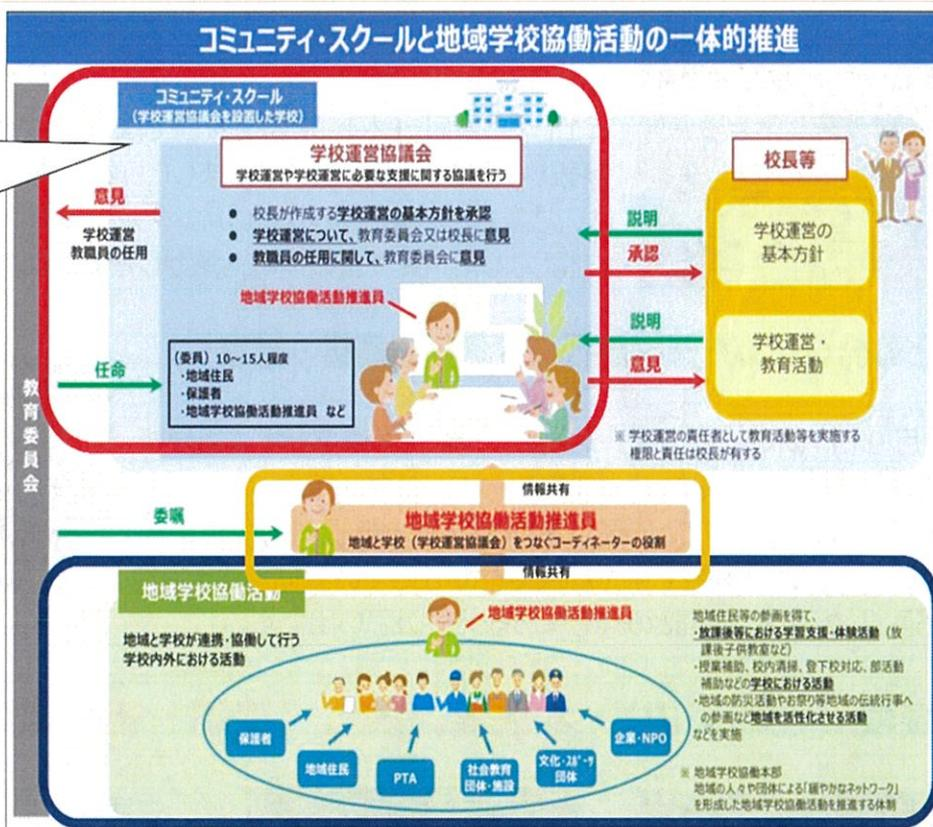 コミュニティ・スクールと地域学校協働活動の一体的推進
コミュニティ・スクール
(学校運営協議会を設置した学校)
学校運営協議会
学校運営や学校運営に必要な支援に関する協議を行う
● 校長が作成する学校運営の基本方針を承認
● 学校運営について、教育委員会又は校長に意見
● 教職員の任用に関して、教育委員会に意見
地域学校協働活動推進員
(委員) 10～15人程度
・地域住民
・保護者
・地域学校協働活動推進員 など
意見
学校運営
教職員の任用
任命
教育委員会
説明
承認
説明
意見
校長等
学校運営の
基本方針
学校運営・
教育活動
※ 学校運営の責任者として教育活動等を実施する
権限と責任は校長が有する
情報共有
委嘱
地域学校協働活動推進員
地域と学校（学校運営協議会）をつなぐコーディネーターの役割
情報共有
地域学校協働活動
地域と学校が連携・協働して行う
学校内外における活動
地域学校協働活動推進員
保護者
地域住民
PTA
社会教育
団体・施設
文化・スポーツ
団体
企業・NPO
地域住民等の参画を得て、
・放課後等における学習支援・体験活動（放
課後子供教室など）
・授業補助、校内清掃、登下校対応、部活動
補助などの学校における活動
・地域の防災活動やお祭り等地域の伝統行事へ
の参画など地域を活性化させる活動
などを実施
※ 地域学校協働本部
地域の人々や団体による「緩やかなネットワーク」
を形成した地域学校協働活動を推進する体制